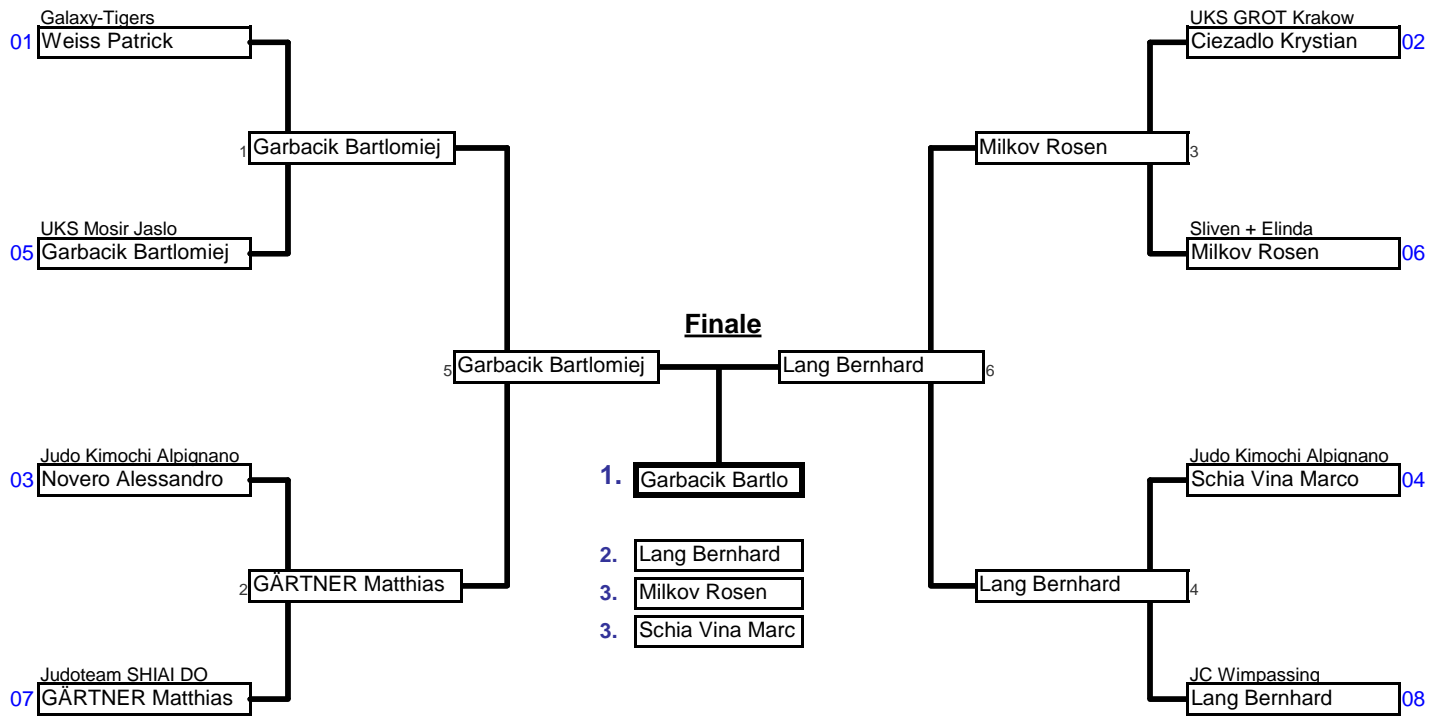 Galaxy-Tigers
01 Weiss Patrick
UKS GROT Krakow
Ciezadlo Krystian 02
1 Garbacik Bartlomiej
Milkov Rosen 3
UKS Mosir Jaslo
05 Garbacik Bartlomiej
Sliven + Elinda
Milkov Rosen 06
Finale
5 Garbacik Bartlomiej
Lang Bernhard 6
Judo Kimochi Alpignano
03 Novero Alessandro
1. Garbacik Bartlo
Judo Kimochi Alpignano
Schia Vina Marco 04
2. Lang Bernhard
2 GÄRTNER Matthias
3. Milkov Rosen
Lang Bernhard 4
3. Schia Vina Marc
Judoteam SHIAI DO
07 GÄRTNER Matthias
JC Wimpassing
Lang Bernhard 08